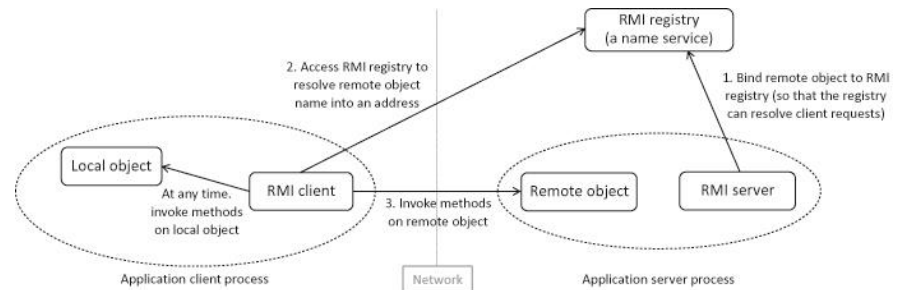 RMI registry
(a name service)
2. Access RMI registry to
resolve remote object
name into an address
1. Bind remote object to RMI
registry (so that the registry
can resolve client requests)
Local object
At any time.
invoke methods
on local object
RMI client
3. Invoke methods
on remote object
Remote object
RMI server
Application client process
Network
Application server process